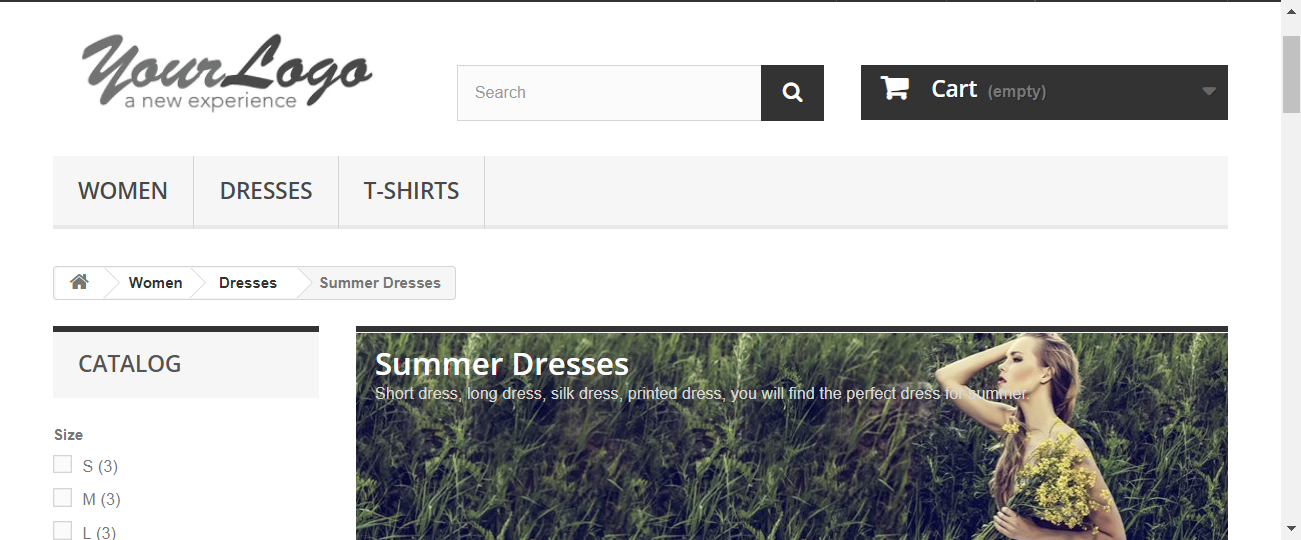 YourLogo
a new experience
Search
Cart (empty)
WOMEN DRESSES T-SHIRTS
Women Dresses Summer Dresses
CATALOG
Summer Dresses
Short dress, long dress, silk dress, printed dress, you will find the perfect dress for summer.
Size
S (3)
M (3)
L (3)